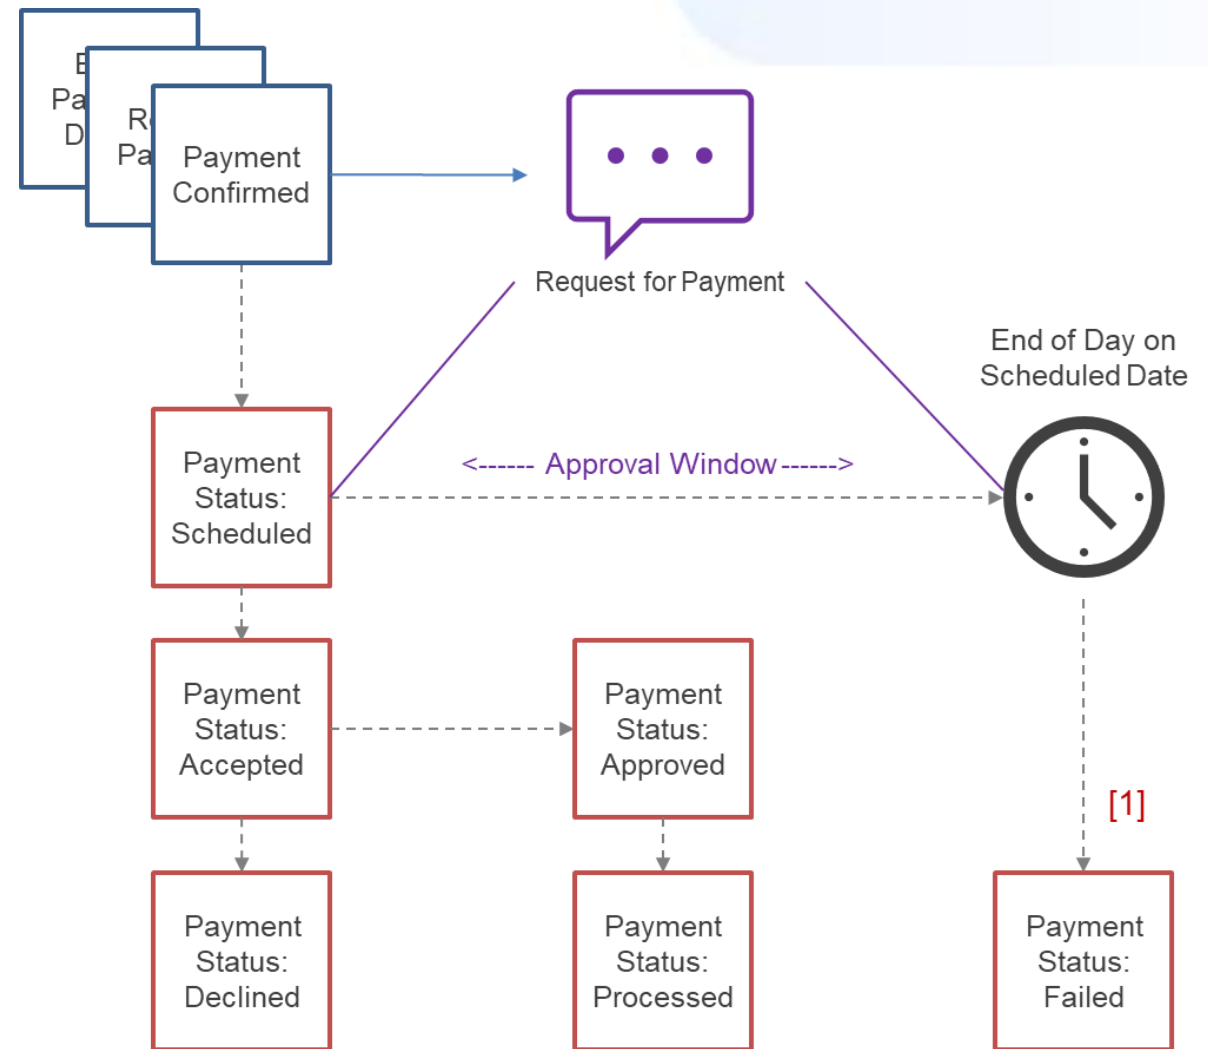 Payment
Confirmed
Request for Payment
End of Day on
Scheduled Date
Payment
Status:
Scheduled
<------ Approval Window ------>
Payment
Status:
Accepted
Payment
Status:
Approved
[1]
Payment
Status:
Declined
Payment
Status:
Processed
Payment
Status:
Failed